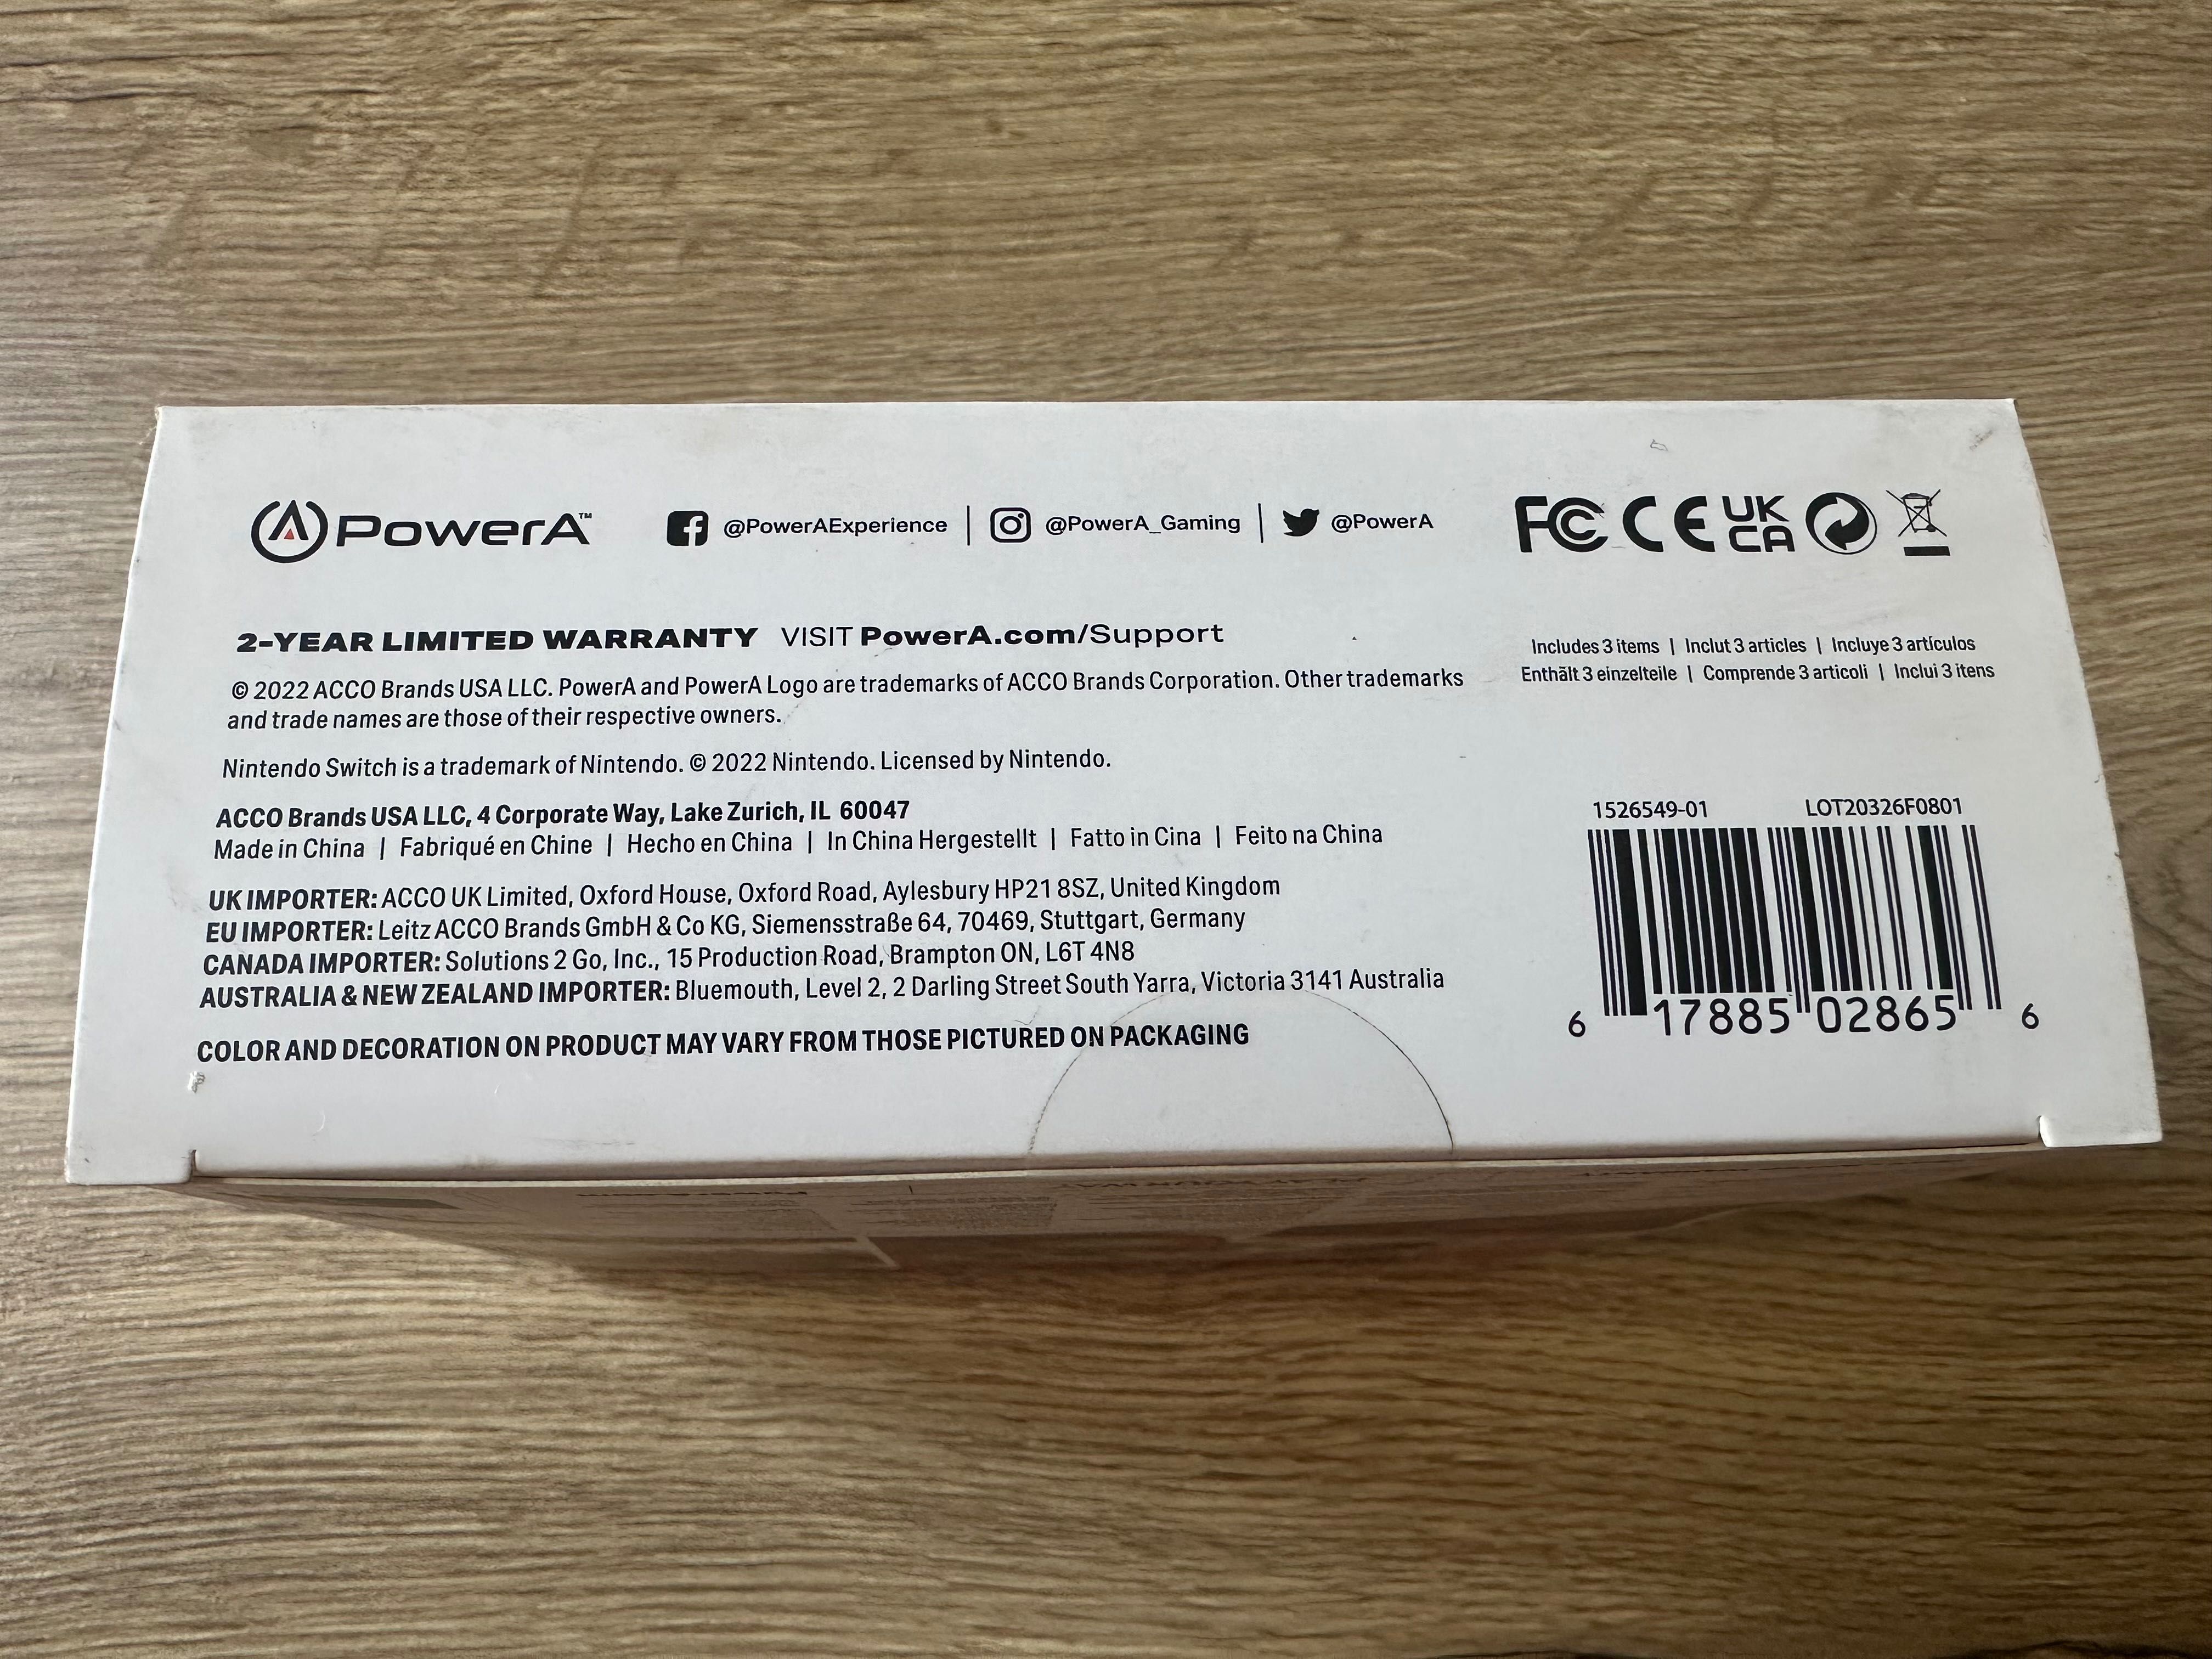 PowerA™ @PowerAExperience | @PowerA_Gaming | @PowerA FC CE UK CA
2-YEAR LIMITED WARRANTY VISIT PowerA.com/Support
© 2022 ACCO Brands USA LLC. PowerA and PowerA Logo are trademarks of ACCO Brands Corporation. Other trademarks
and trade names are those of their respective owners.
Nintendo Switch is a trademark of Nintendo. © 2022 Nintendo. Licensed by Nintendo.
ACCO Brands USA LLC, 4 Corporate Way, Lake Zurich, IL 60047
Made in China | Fabriqué en Chine | Hecho en China | In China Hergestellt | Fatto in Cina | Feito na China
UK IMPORTER: ACCO UK Limited, Oxford House, Oxford Road, Aylesbury HP21 8SZ, United Kingdom
EU IMPORTER: Leitz ACCO Brands GmbH & Co KG, Siemensstraße 64, 70469, Stuttgart, Germany
CANADA IMPORTER: Solutions 2 Go, Inc., 15 Production Road, Brampton ON, L6T 4N8
AUSTRALIA & NEW ZEALAND IMPORTER: Bluemouth, Level 2, 2 Darling Street South Yarra, Victoria 3141 Australia
COLOR AND DECORATION ON PRODUCT MAY VARY FROM THOSE PICTURED ON PACKAGING
Includes 3 items | Inclut 3 articles | Incluye 3 artículos
Enthält 3 einzelteile | Comprende 3 articoli | Inclui 3 itens
1526549-01 LOT20326F0801
6 17885 02865 6